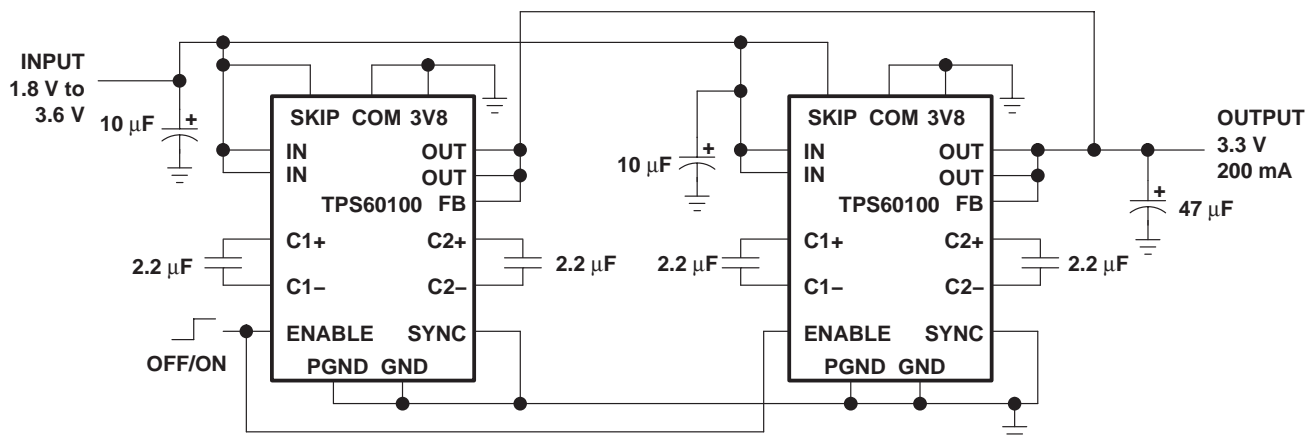 INPUT
1.8 V to
3.6 V
10 μF
+
SKIP COM 3V8
IN
IN
OUT
OUT
TPS60100 FB
C1+
C1−
C2+
C2−
2.2 μF
2.2 μF
ENABLE SYNC
PGND GND
OFF/ON
10 μF
+
SKIP COM 3V8
IN
IN
OUT
OUT
TPS60100 FB
C1+
C1−
C2+
C2−
2.2 μF
2.2 μF
ENABLE SYNC
PGND GND
OUTPUT
3.3 V
200 mA
+
47 μF